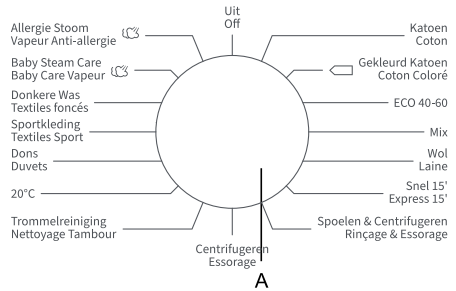 Uit
Off
Allergie Stoom
Vapeur Anti-allergie
Baby Steam Care
Baby Care Vapeur
Donkere Was
Textiles foncés
Sportkleding
Textiles Sport
Dons
Duvets
20°C
Trommelreiniging
Nettoyage Tambour
Centrifugeren
Essorage
Katoen
Coton
Gekleurd Katoen
Coton Coloré
ECO 40-60
Mix
Wol
Laine
Snel 15'
Express 15'
Spoelen & Centrifugeren
Rinçage & Essorage
A